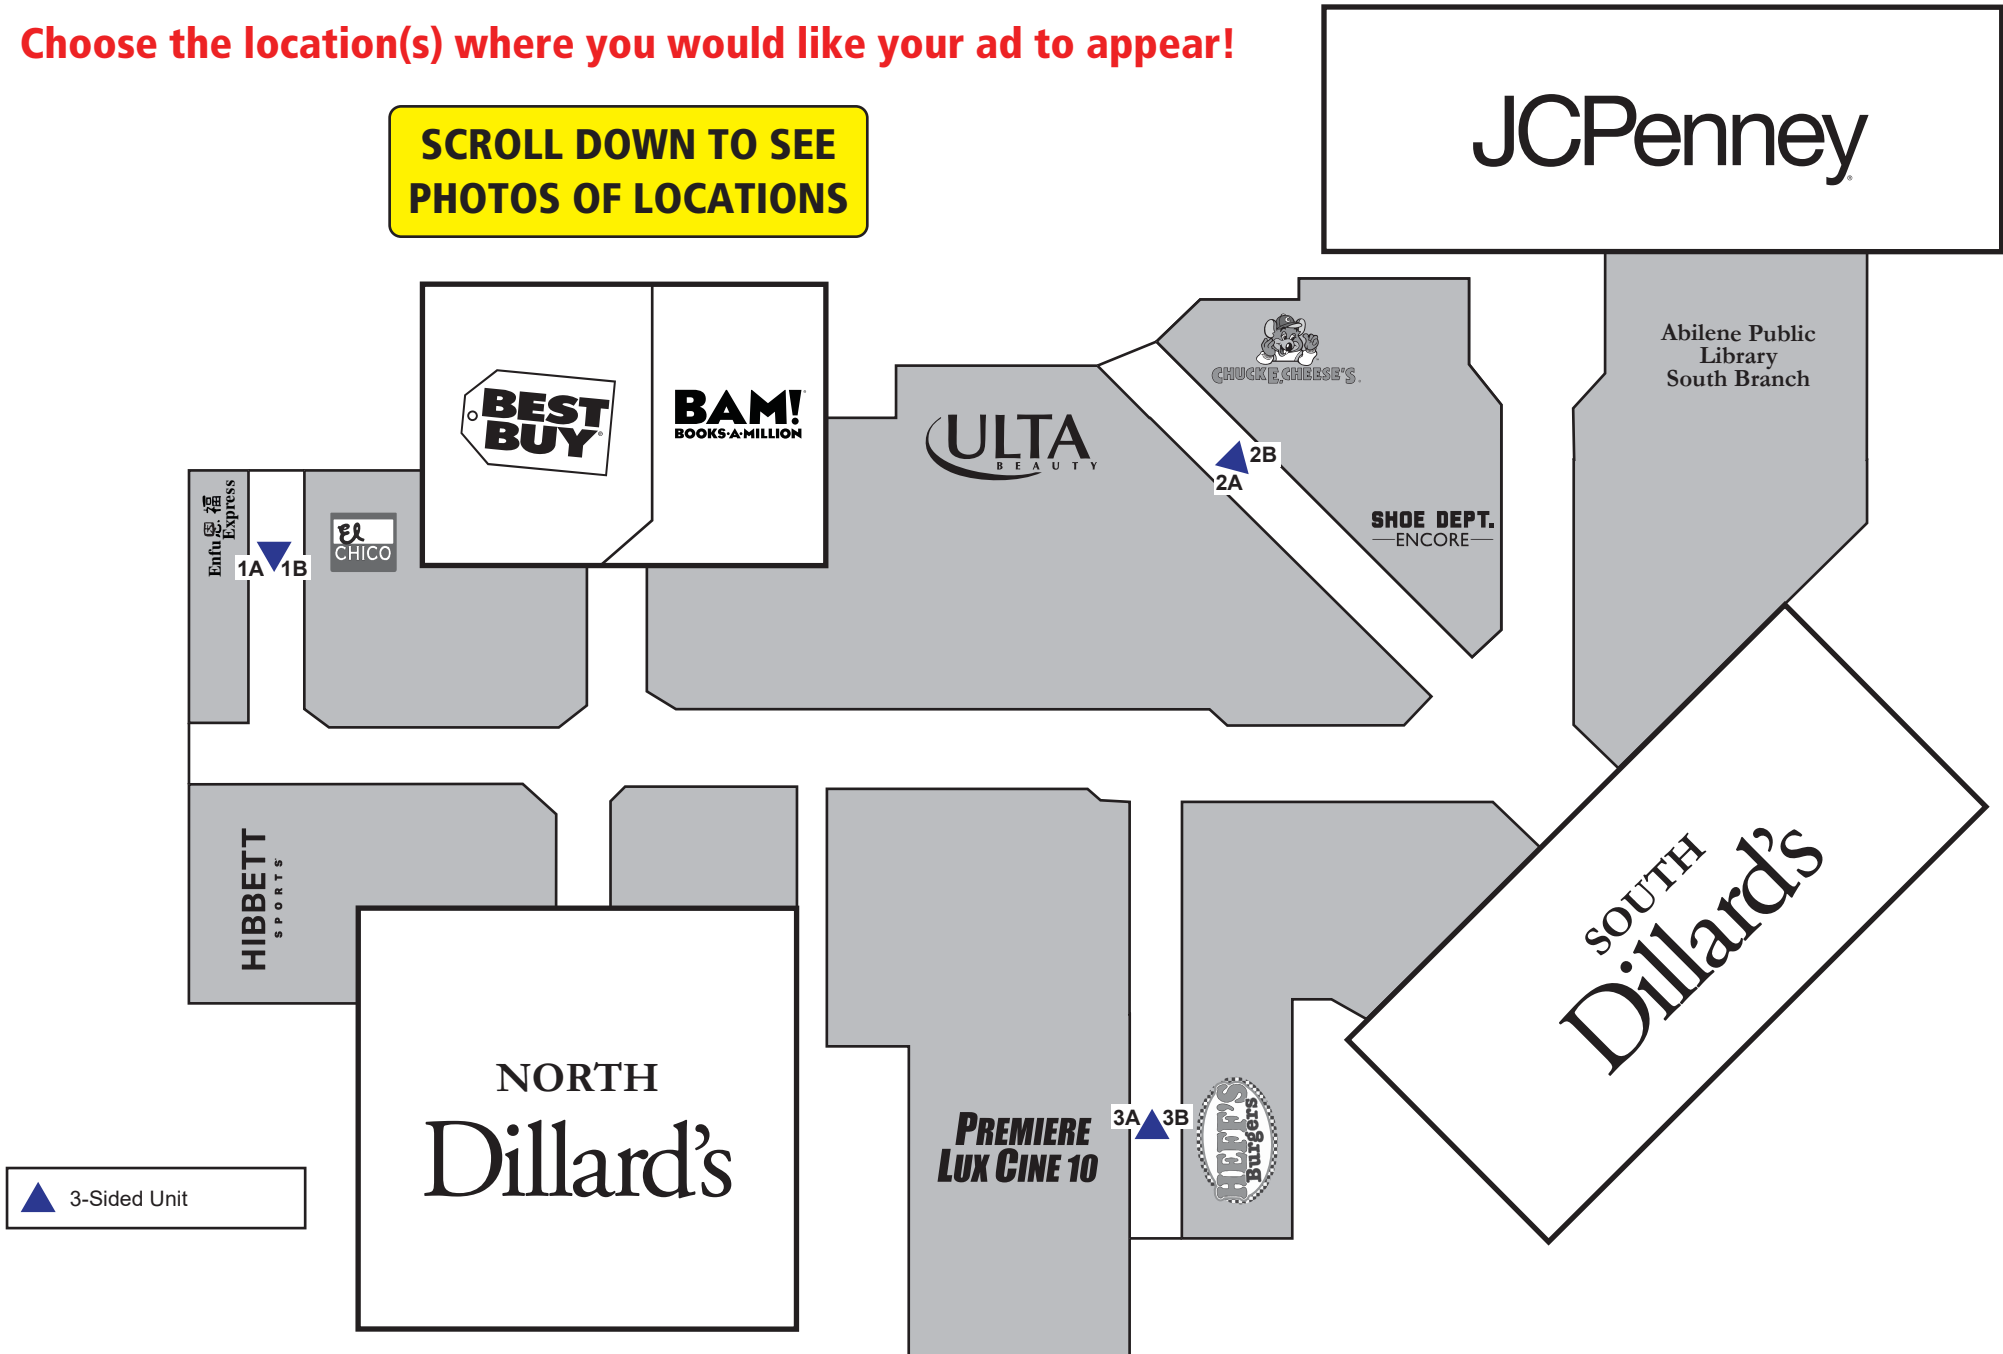 Choose the location(s) where you would like your ad to appear!
SCROLL DOWN TO SEE
PHOTOS OF LOCATIONS
JCPenney
BEST
BUY
BAM!
BOOKS·A·MILLION
ULTA
BEAUTY
CHUCK E. CHEESE'S
Abilene Public
Library
South Branch
2B
2A
SHOE DEPT.
ENCORE
Enfu 恩福
Express
1A
1B
El
CHICO
HIBBETT
SPORTS
SOUTH
Dillard's
NORTH
Dillard's
PREMIERE
LUX CINE 10
3A
3B
HEFF'S
Burgers
3-Sided Unit